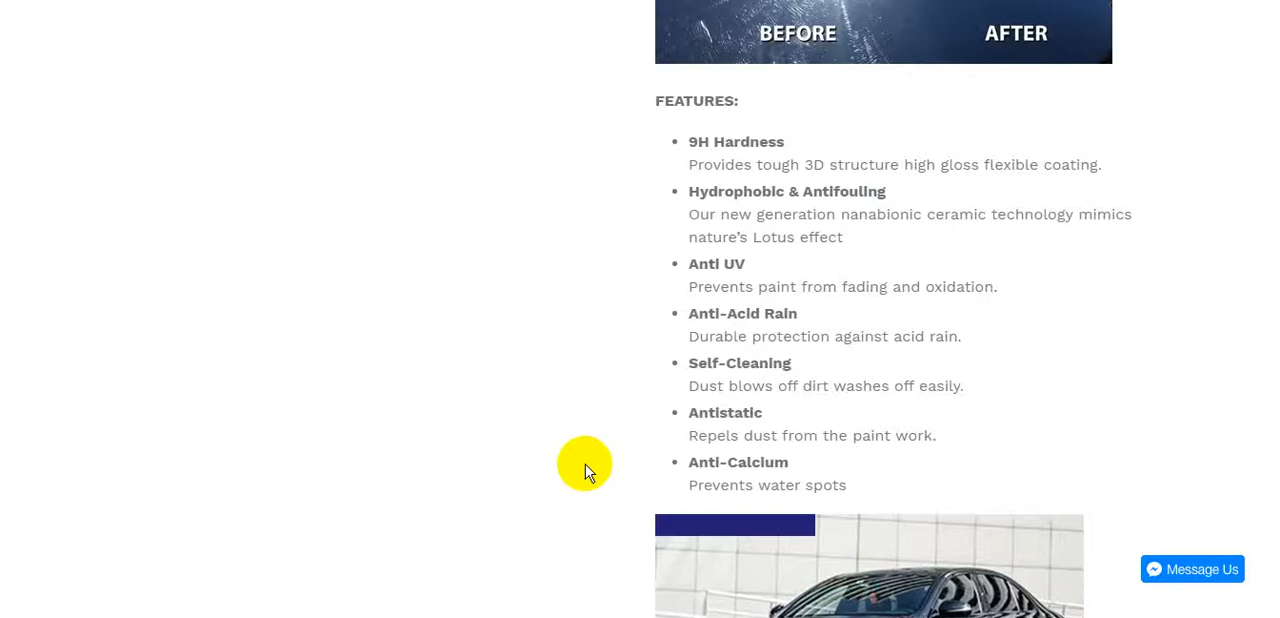 BEFORE AFTER
FEATURES:
• 9H Hardness
Provides tough 3D structure high gloss flexible coating.
• Hydrophobic & Antifouling
Our new generation nanabionic ceramic technology mimics
nature’s Lotus effect
• Anti UV
Prevents paint from fading and oxidation.
• Anti-Acid Rain
Durable protection against acid rain.
• Self-Cleaning
Dust blows off dirt washes off easily.
• Antistatic
Repels dust from the paint work.
• Anti-Calcium
Prevents water spots
Message Us